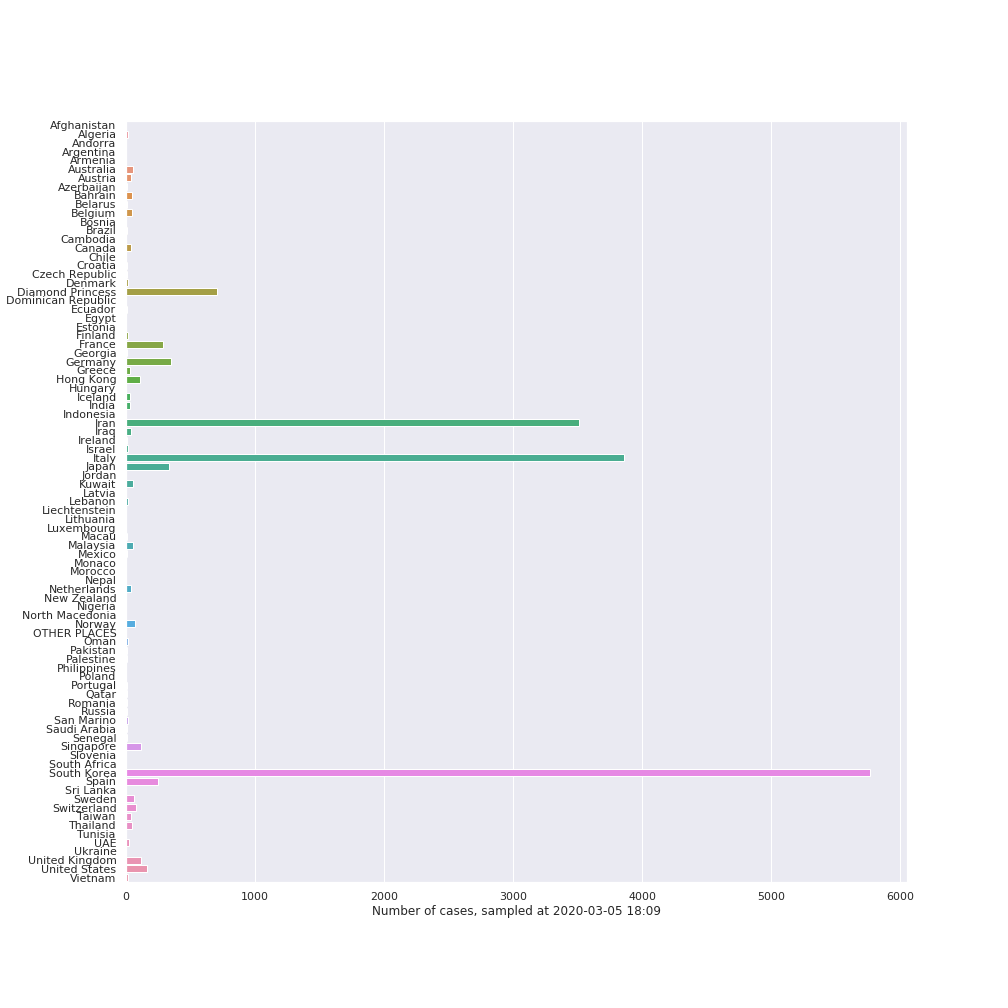 Afghanistan
Algeria
Andorra
Argentina
Armenia
Australia
Austria
Azerbaijan
Bahrain
Belarus
Belgium
Bosnia
Brazil
Cambodia
Canada
Chile
Croatia
Czech Republic
Denmark
Diamond Princess
Dominican Republic
Ecuador
Egypt
Estonia
Finland
France
Georgia
Germany
Greece
Hong Kong
Hungary
Iceland
India
Indonesia
Iran
Iraq
Ireland
Israel
Italy
Japan
Jordan
Kuwait
Latvia
Lebanon
Liechtenstein
Lithuania
Luxembourg
Macau
Malaysia
Mexico
Monaco
Morocco
Nepal
Netherlands
New Zealand
Nigeria
North Macedonia
Norway
OTHER PLACES
Oman
Pakistan
Palestine
Philippines
Poland
Portugal
Qatar
Romania
Russia
San Marino
Saudi Arabia
Senegal
Singapore
Slovenia
South Africa
South Korea
Spain
Sri Lanka
Sweden
Switzerland
Taiwan
Thailand
Tunisia
UAE
Ukraine
United Kingdom
United States
Vietnam
0 1000 2000 3000 4000 5000 6000
Number of cases, sampled at 2020-03-05 18:09